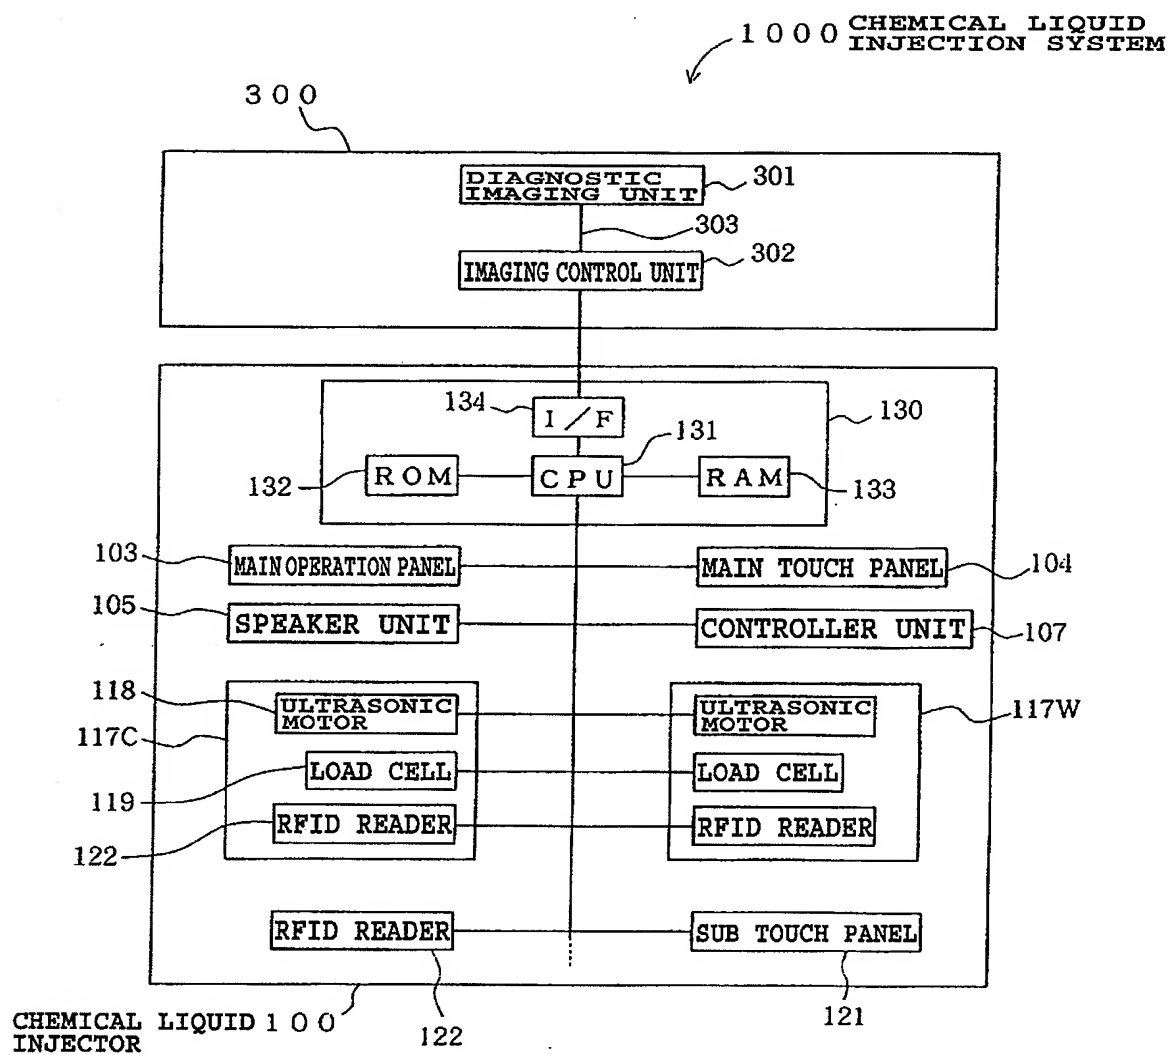 1000 CHEMICAL LIQUID
INJECTION SYSTEM
300
DIAGNOSTIC
IMAGING UNIT
301
303
IMAGING CONTROL UNIT
302
134
I/F
130
131
132
ROM
CPU
RAM
133
103
MAIN OPERATION PANEL
MAIN TOUCH PANEL
104
105
SPEAKER UNIT
CONTROLLER UNIT
107
118
ULTRASONIC
MOTOR
ULTRASONIC
MOTOR
117W
117C
LOAD CELL
LOAD CELL
119
RFID READER
RFID READER
122
RFID READER
SUB TOUCH PANEL
CHEMICAL LIQUID 100
INJECTOR
122
121